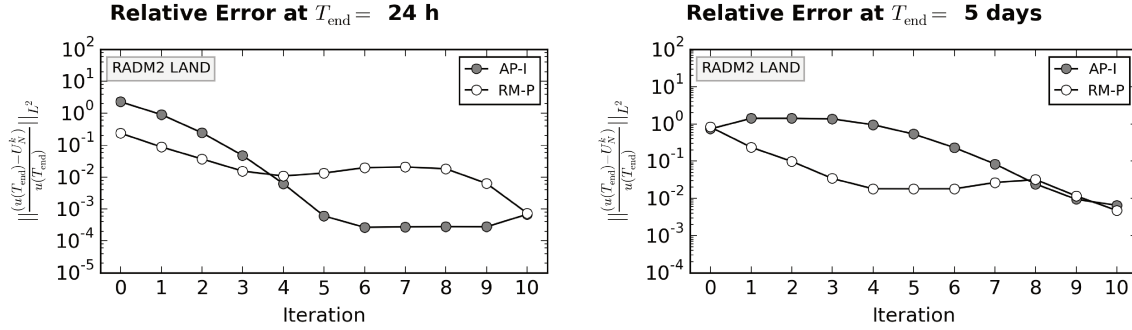 Relative Error at T_end = 24 h
10^2
10^1
10^0
10^-1
10^-2
10^-3
10^-4
10^-5
||(u(T_end)−U_N^k)/u(T_end)||_L^2
RADM2 LAND
AP-I
RM-P
0 1 2 3 4 5 6 7 8 9 10
Iteration
Relative Error at T_end = 5 days
10^2
10^1
10^0
10^-1
10^-2
10^-3
10^-4
||(u(T_end)−U_N^k)/u(T_end)||_L^2
RADM2 LAND
AP-I
RM-P
0 1 2 3 4 5 6 7 8 9 10
Iteration